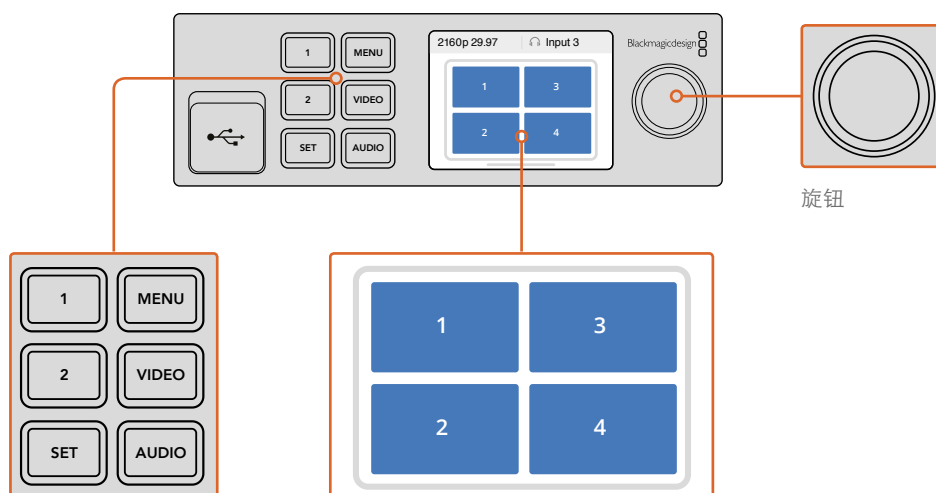 1
MENU
2
VIDEO
SET
AUDIO
2160p 29.97
Input 3
1
3
2
4
Blackmagicdesign
旋钮
1
MENU
2
VIDEO
SET
AUDIO
1
3
2
4